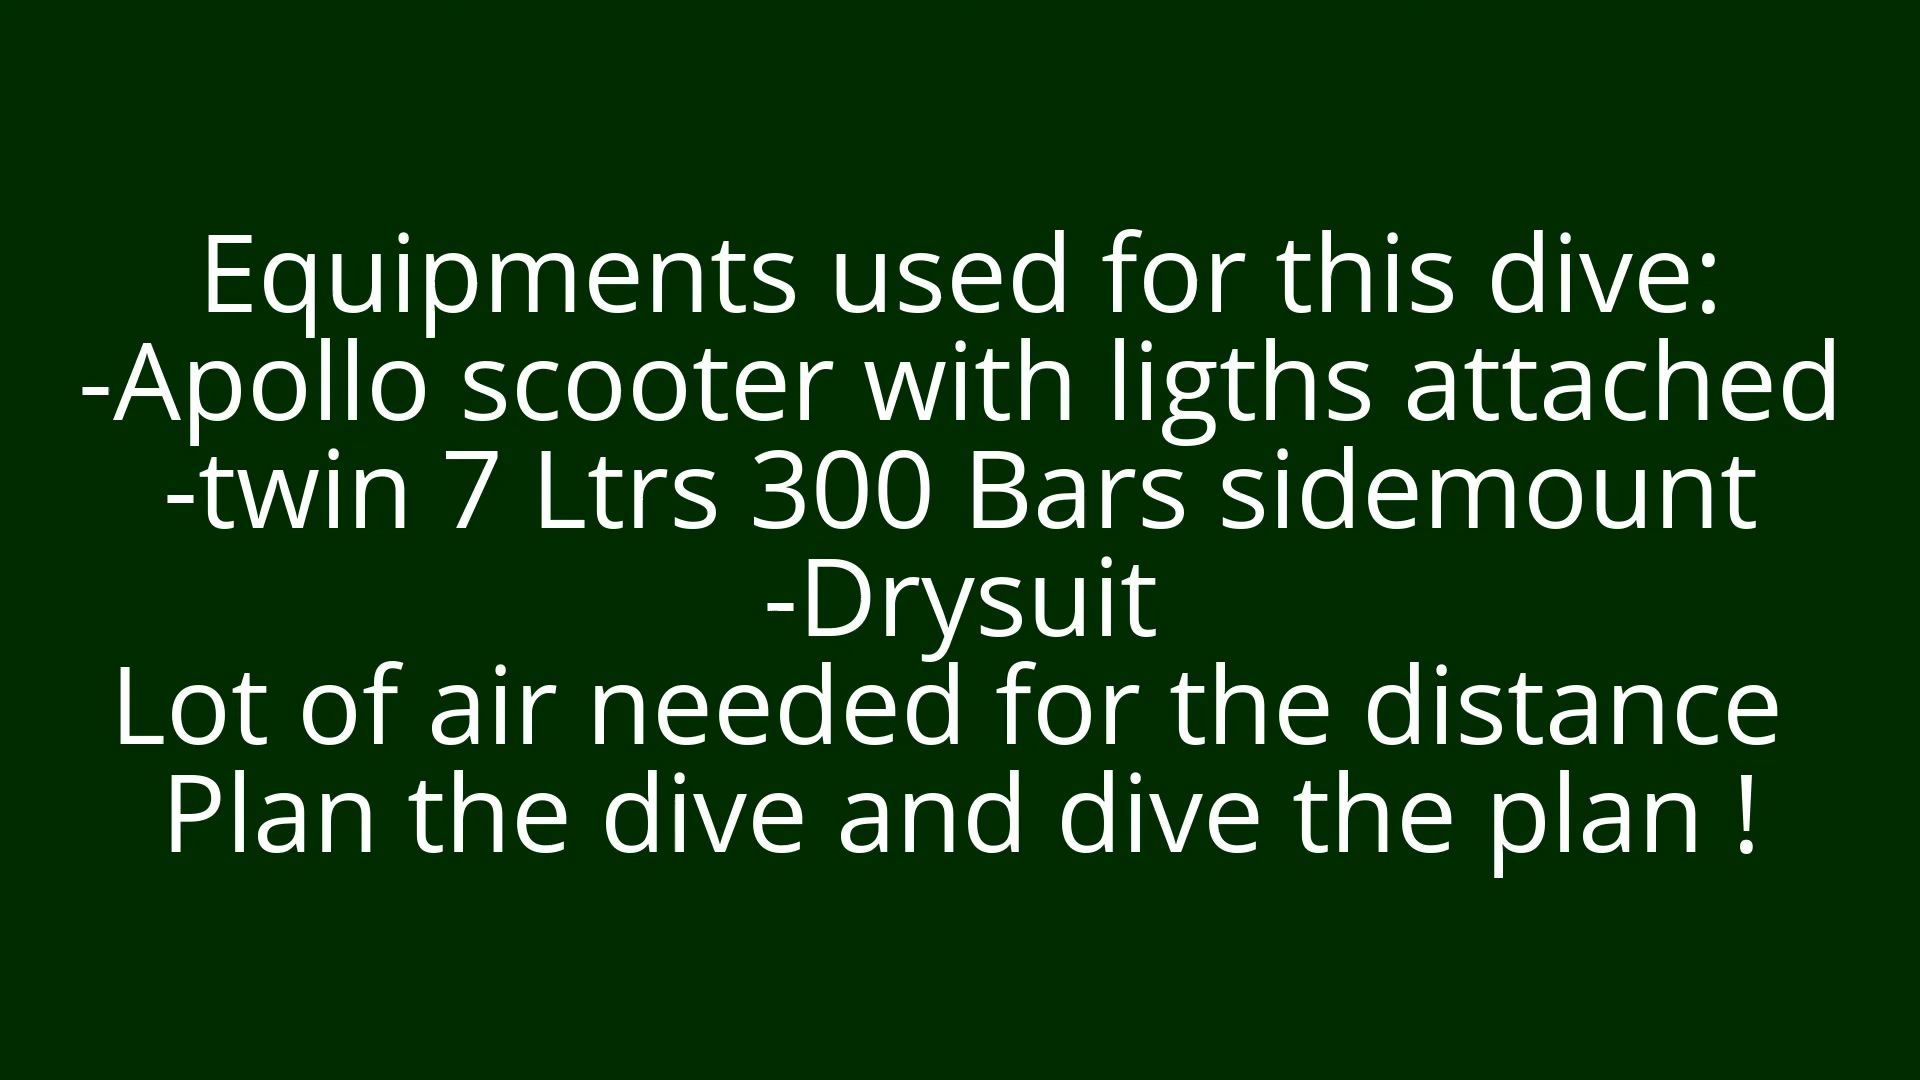 Equipments used for this dive:
-Apollo scooter with ligths attached
-twin 7 Ltrs 300 Bars sidemount
-Drysuit
Lot of air needed for the distance
Plan the dive and dive the plan !